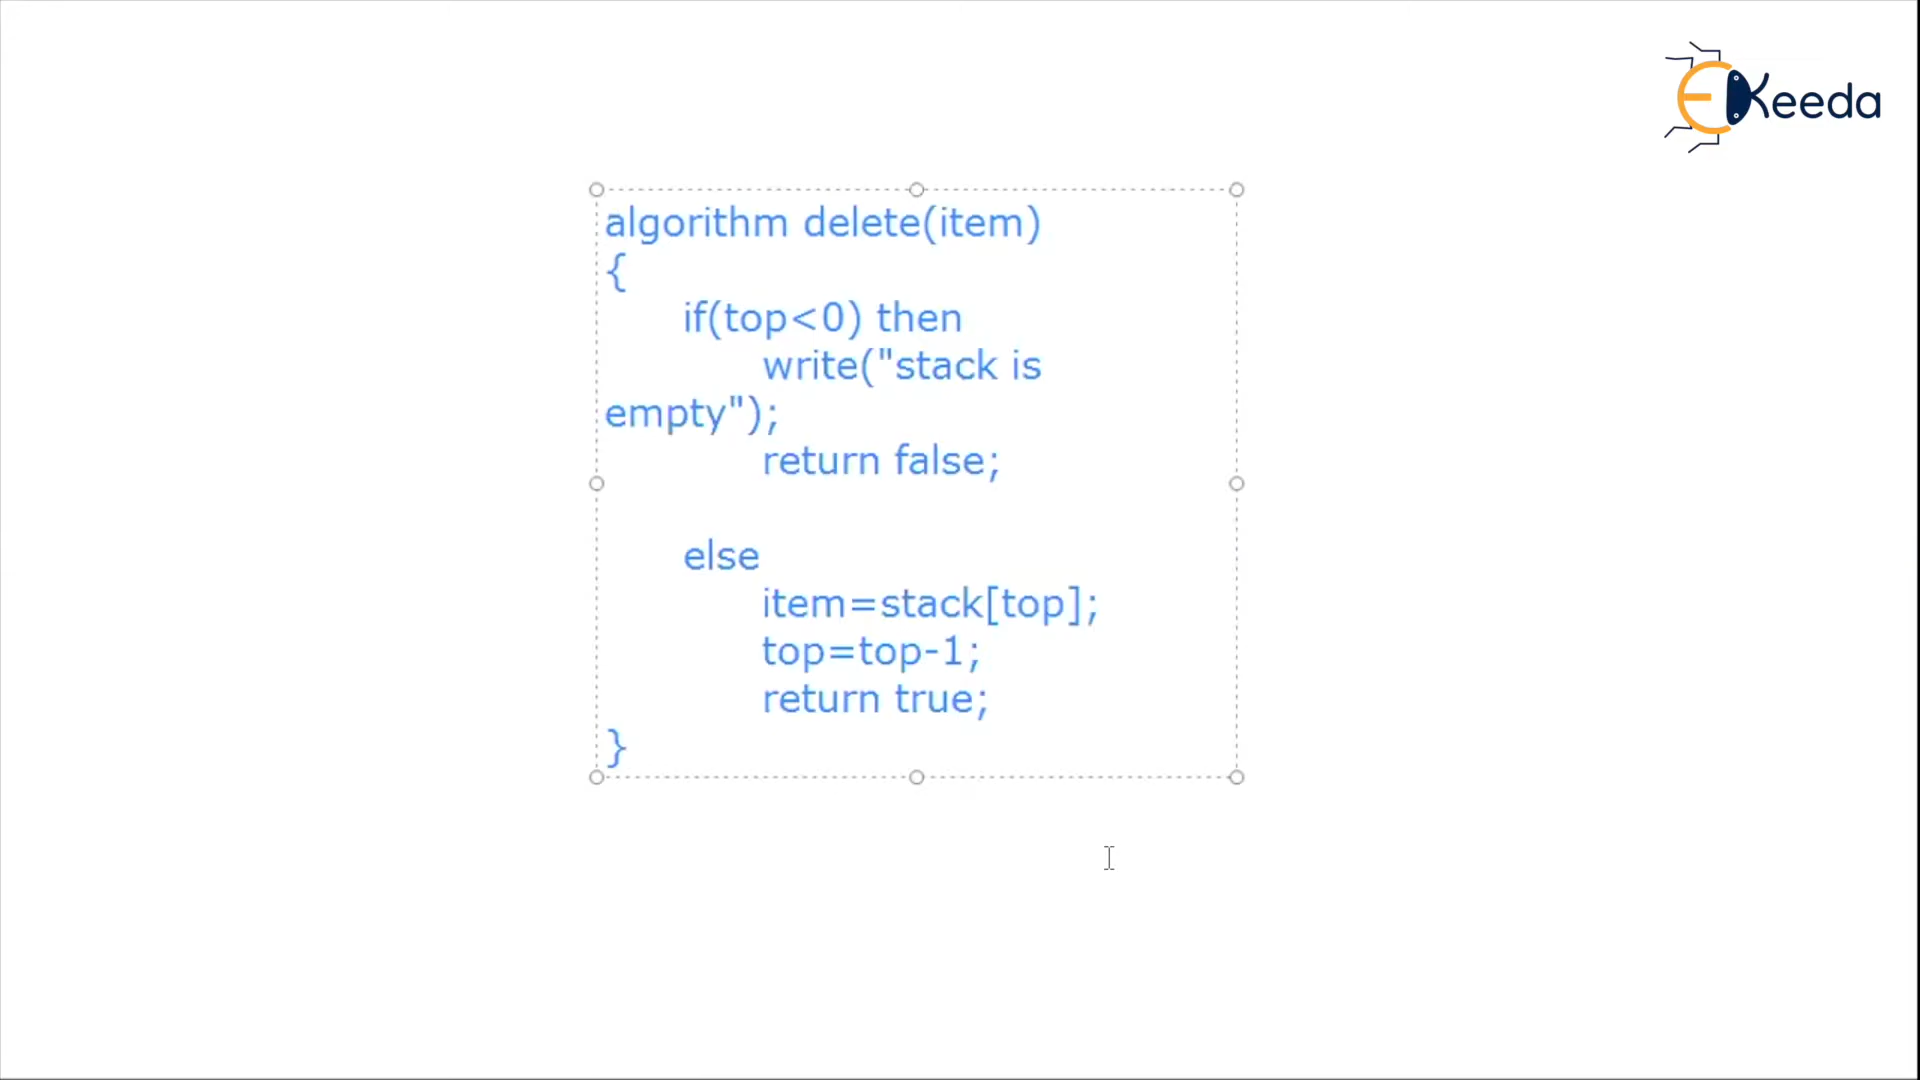 EKeeda
algorithm delete(item)
{
if(top<0) then
write("stack is
empty");
return false;
else
item=stack[top];
top=top-1;
return true;
}